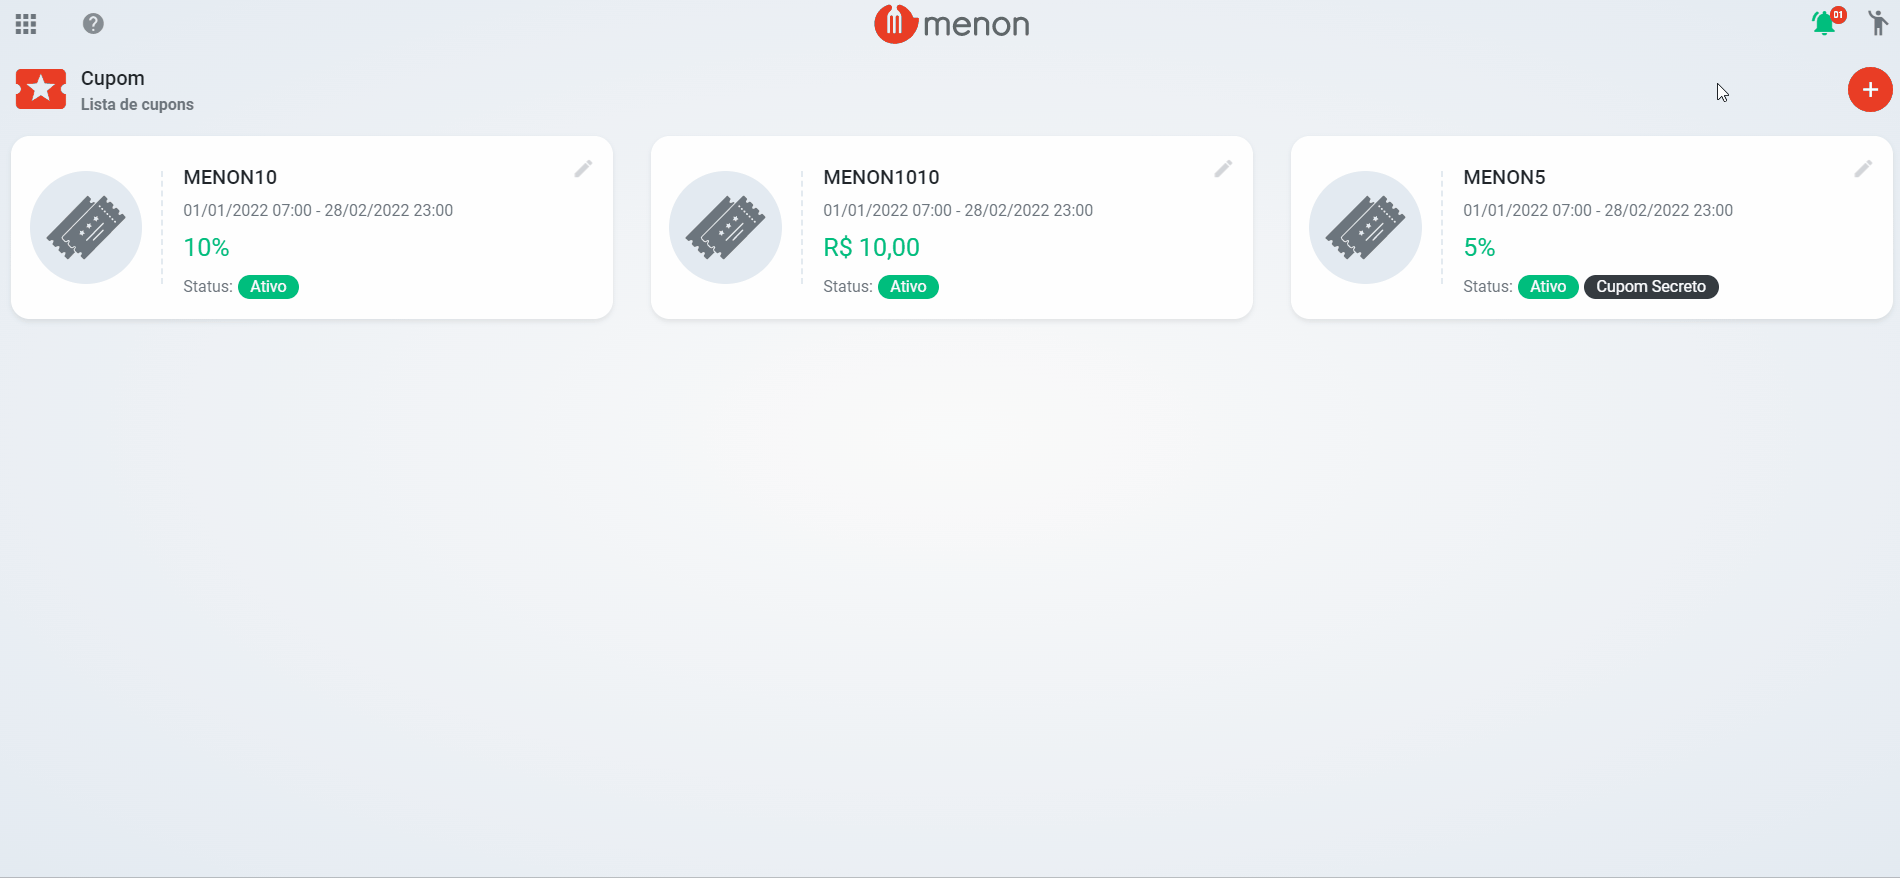 menon
01
Cupom
Lista de cupons
MENON10
01/01/2022 07:00 - 28/02/2022 23:00
10%
Status: Ativo
MENON1010
01/01/2022 07:00 - 28/02/2022 23:00
R$ 10,00
Status: Ativo
MENON5
01/01/2022 07:00 - 28/02/2022 23:00
5%
Status: Ativo Cupom Secreto